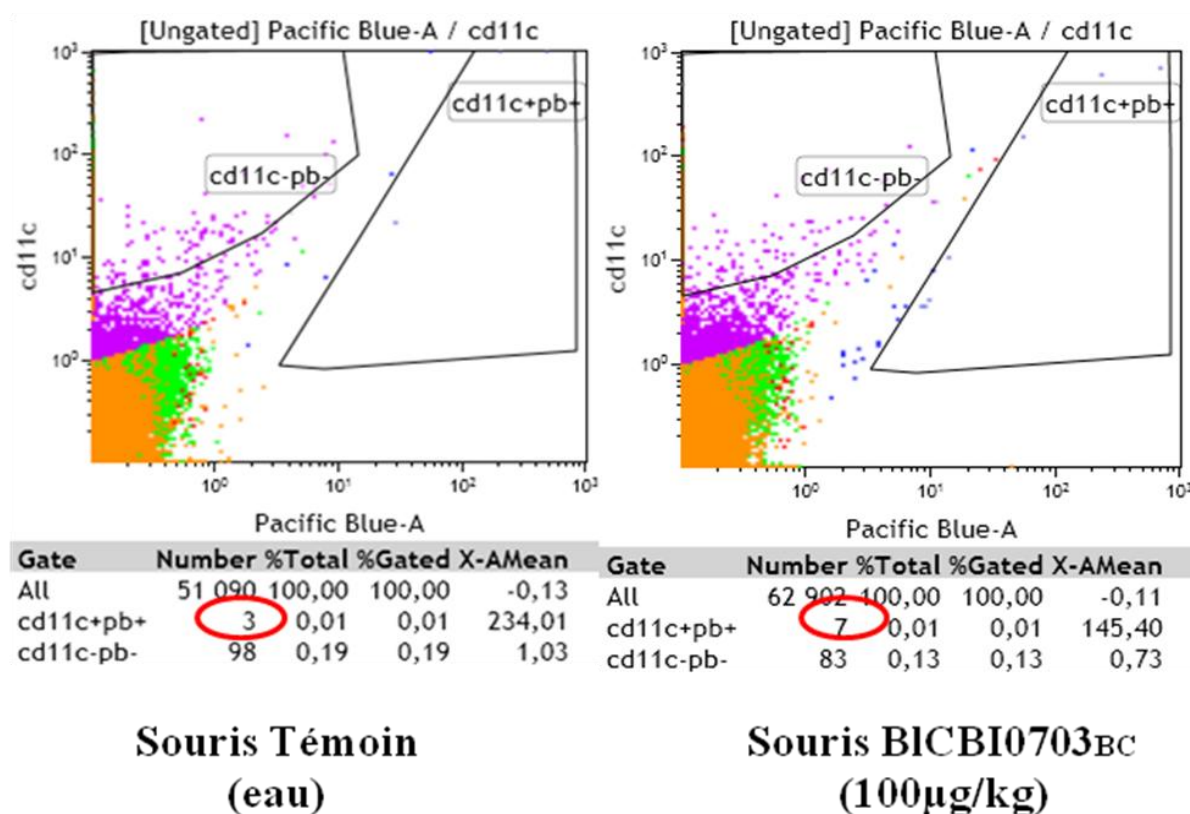 [Ungated] Pacific Blue-A / cd11c
10³
10²
10¹
10⁰
cd11c
cd11c+pb+
cd11c-pb-
10⁰ 10¹ 10² 10³
Pacific Blue-A
Gate Number %Total %Gated X-AMean
All 51 090 100,00 100,00 -0,13
cd11c+pb+ 3 0,01 0,01 234,01
cd11c-pb- 98 0,19 0,19 1,03
Souris Témoin
(eau)
[Ungated] Pacific Blue-A / cd11c
10³
10²
10¹
10⁰
cd11c
cd11c+pb+
cd11c-pb-
10⁰ 10¹ 10² 10³
Pacific Blue-A
Gate Number %Total %Gated X-AMean
All 62 902 100,00 100,00 -0,11
cd11c+pb+ 7 0,01 0,01 145,40
cd11c-pb- 83 0,13 0,13 0,73
Souris BlCBI0703BC
(100µg/kg)